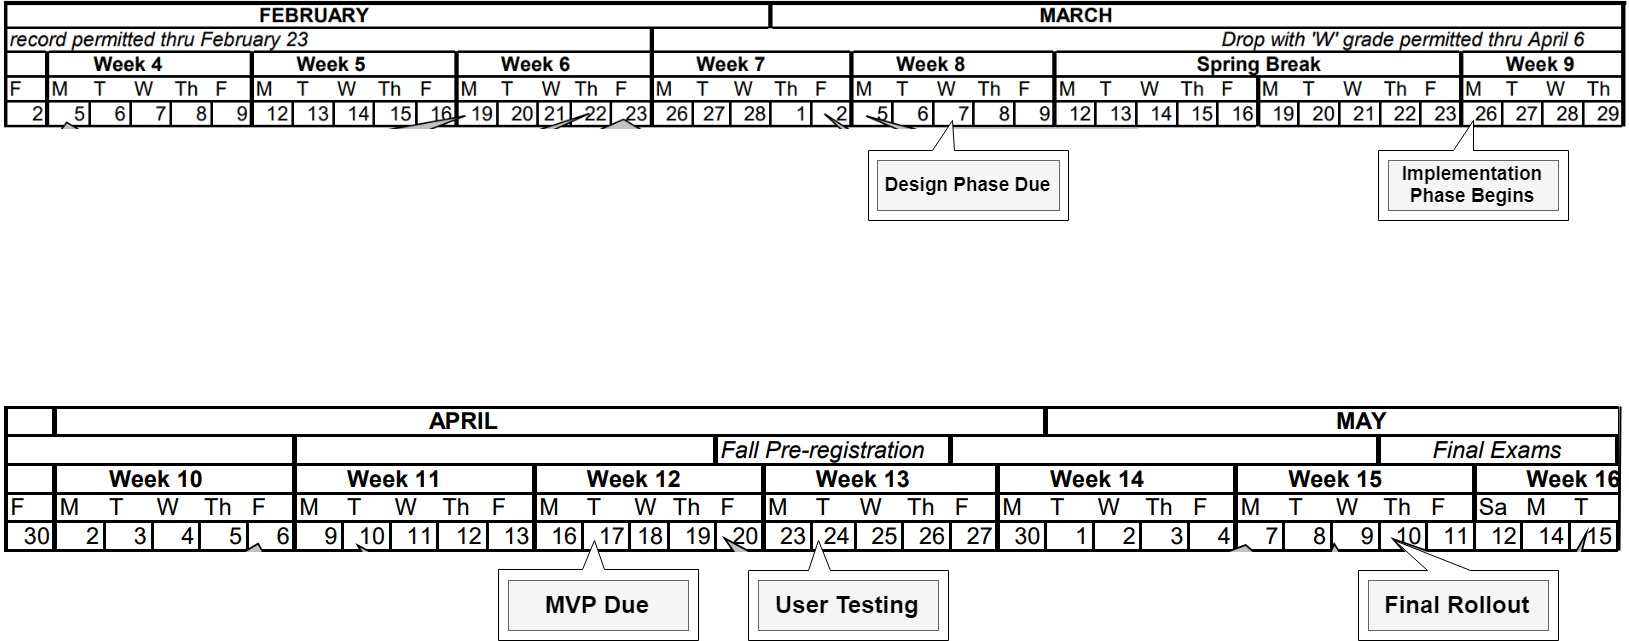 FEBRUARY MARCH
record permitted thru February 23 Drop with 'W' grade permitted thru April 6
Week 4 Week 5 Week 6 Week 7 Week 8 Spring Break Week 9
F M T W Th F M T W Th F M T W Th F M T W Th F M T W Th F M T W Th F M T W Th F M T W Th
2 5 6 7 8 9 12 13 14 15 16 19 20 21 22 23 26 27 28 1 2 5 6 7 8 9 12 13 14 15 16 19 20 21 22 23 26 27 28 29
Design Phase Due
Implementation
Phase Begins
APRIL MAY
Fall Pre-registration Final Exams
Week 10 Week 11 Week 12 Week 13 Week 14 Week 15 Week 16
F M T W Th F M T W Th F M T W Th F M T W Th F M T W Th F M T W Th F Sa M T
30 2 3 4 5 6 9 10 11 12 13 16 17 18 19 20 23 24 25 26 27 30 1 2 3 4 7 8 9 10 11 12 14 15
MVP Due
User Testing
Final Rollout